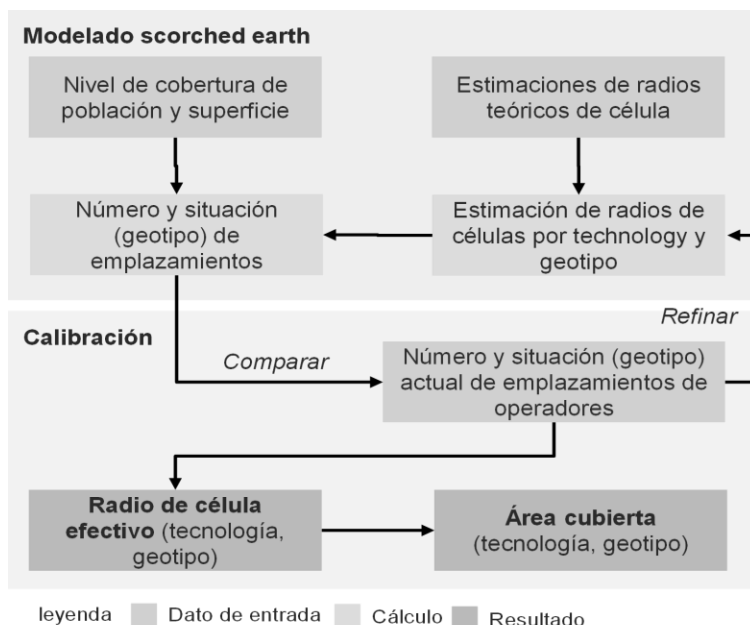 Modelado scorched earth
Nivel de cobertura de
población y superficie
Estimaciones de radios
teóricos de célula
Número y situación
(geotipo) de
emplazamientos
Estimación de radios de
células por technology y
geotipo
Refinar
Calibración
Comparar
Número y situación (geotipo)
actual de emplazamientos de
operadores
Radio de célula
efectivo (tecnología,
geotipo)
Área cubierta
(tecnología, geotipo)
leyenda Dato de entrada Cálculo Resultado